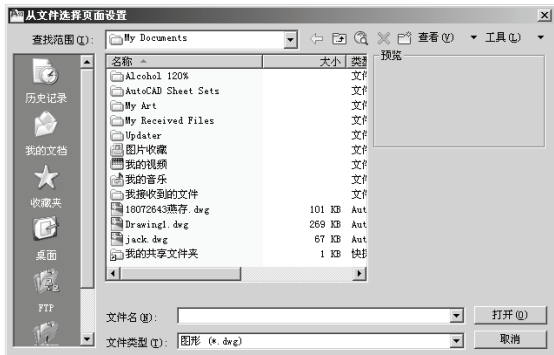 从文件选择页面设置
查找范围(I): My Documents 查看(V) 工具(L)
名称 大小 类型 预览
Alcohol 120% 文件
AutoCAD Sheet Sets 文件
My Art 文件
My Received Files 文件
Updater 文件
图片收藏 文件
我的视频 文件
我的音乐 文件
我接收到的文件 文件
18072643燕存.dwg 101 KB Aut
Drawing1.dwg 269 KB Aut
jack.dwg 67 KB Aut
我的共享文件夹 1 KB 快捷
历史记录
我的文档
收藏夹
桌面
FTP
文件名(N): 打开(O)
文件类型(T): 图形 (*.dwg) 取消